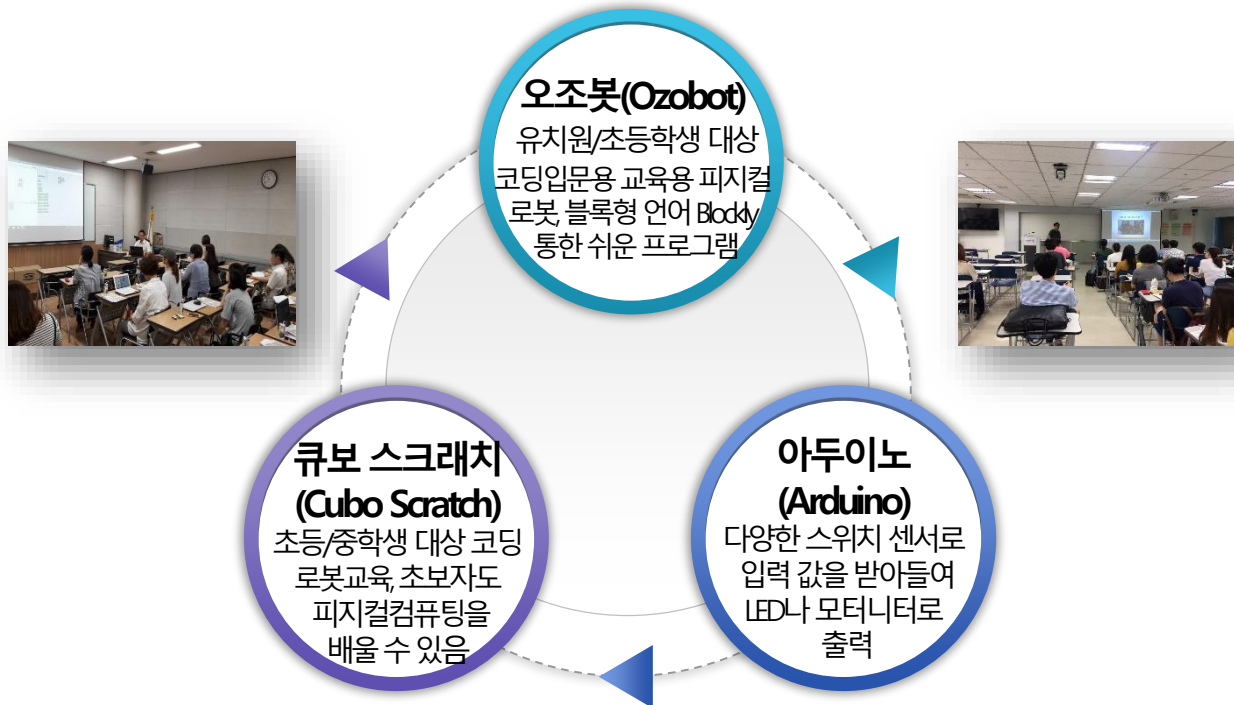 오조봇(Ozobot)
유치원/초등학생 대상
코딩입문용 교육용 피지컬
로봇, 블록형 언어 Blockly
통한 쉬운 프로그램
큐보 스크래치
(Cubo Scratch)
초등/중학생 대상 코딩
로봇교육, 초보자도
피지컬컴퓨팅을
배울 수 있음
아두이노
(Arduino)
다양한 스위치 센서로
입력 값을 받아들여
LED나 모터니터로
출력